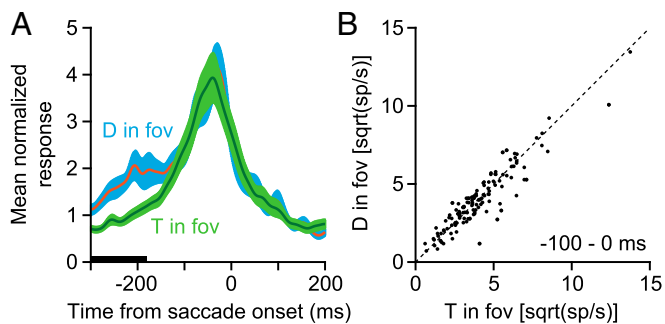 A
Mean normalized
response
5
4
3
2
1
0
D in fov
T in fov
-200
0
200
Time from saccade onset (ms)
B
D in fov [sqrt(sp/s)]
15
10
5
0
-100 - 0 ms
0
5
10
15
T in fov [sqrt(sp/s)]